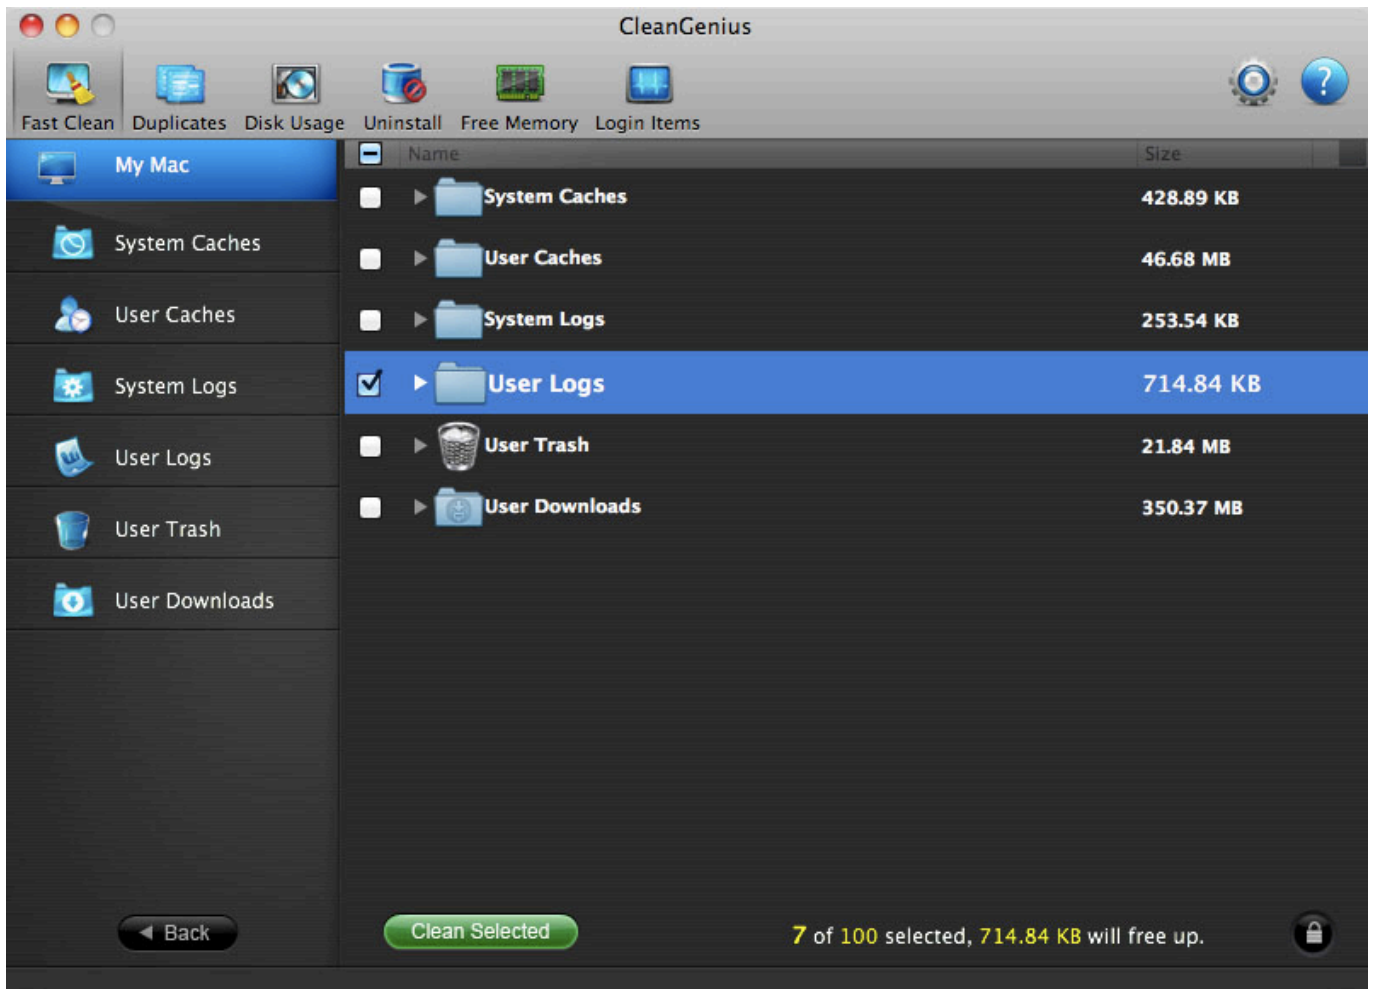 CleanGenius
Fast Clean Duplicates Disk Usage Uninstall Free Memory Login Items
?
My Mac
System Caches
User Caches
System Logs
User Logs
User Trash
User Downloads
Back
Name Size
System Caches 428.89 KB
User Caches 46.68 MB
System Logs 253.54 KB
User Logs 714.84 KB
User Trash 21.84 MB
User Downloads 350.37 MB
Clean Selected
7 of 100 selected, 714.84 KB will free up.